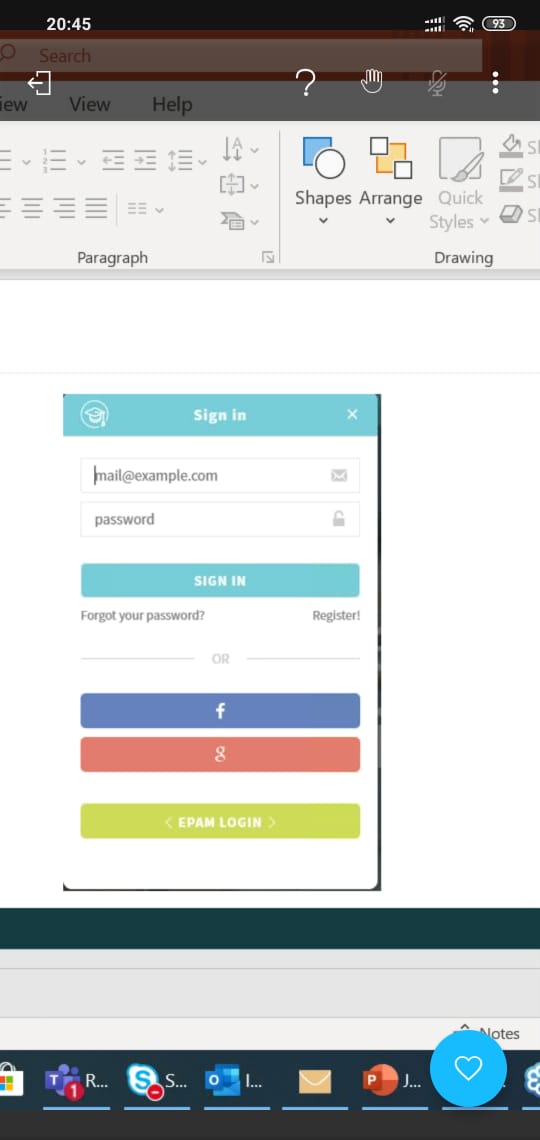 20:45
93
Search
iew View Help
Shapes Arrange Quick
Styles
Paragraph
Drawing
Sign in
mail@example.com
password
SIGN IN
Forgot your password? Register!
OR
f
g
< EPAM LOGIN >
Notes
R... S... I... J...